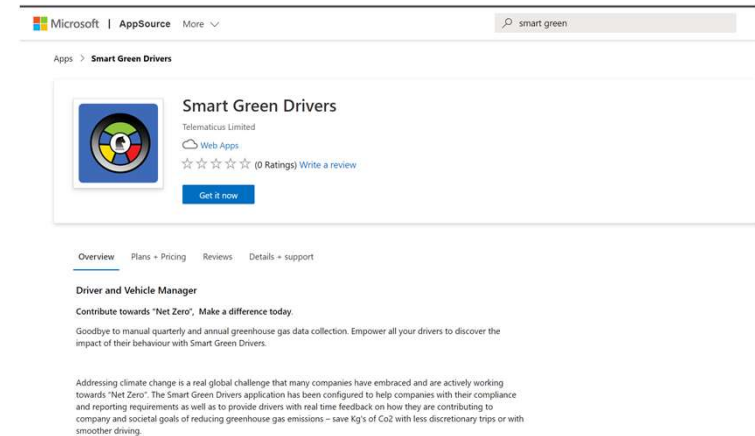 Microsoft | AppSource More
smart green
Apps > Smart Green Drivers
Smart Green Drivers
Telematicus Limited
Web Apps
(0 Ratings) Write a review
Get it now
Overview Plans + Pricing Reviews Details + support
Driver and Vehicle Manager
Contribute towards "Net Zero", Make a difference today.
Goodbye to manual quarterly and annual greenhouse gas data collection. Empower all your drivers to discover the
impact of their behaviour with Smart Green Drivers.
Addressing climate change is a real global challenge that many companies have embraced and are actively working
towards "Net Zero". The Smart Green Drivers application has been configured to help companies with their compliance
and reporting requirements as well as to provide drivers with real time feedback on how they are contributing to
company and societal goals of reducing greenhouse gas emissions – save Kg's of Co2 with less discretionary trips or with
smoother driving.